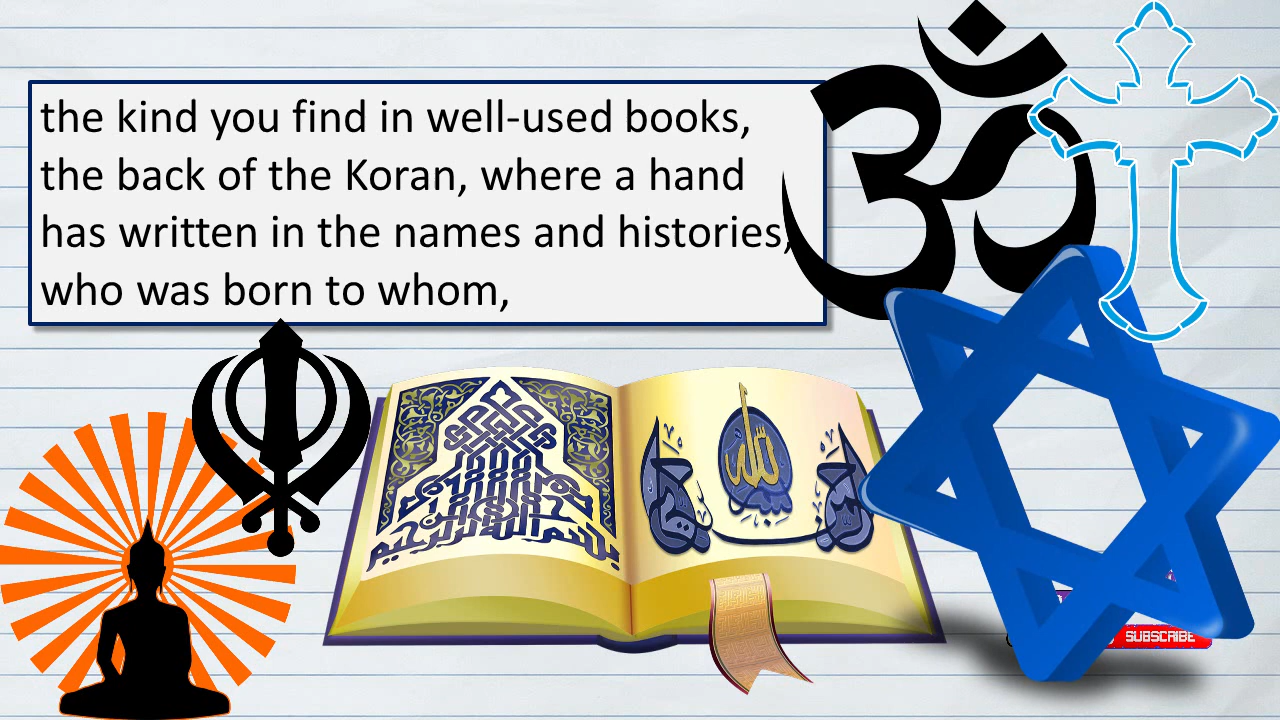 the kind you find in well-used books,
the back of the Koran, where a hand
has written in the names and histories,
who was born to whom,
ॐ
الله
SUBSCRIBE